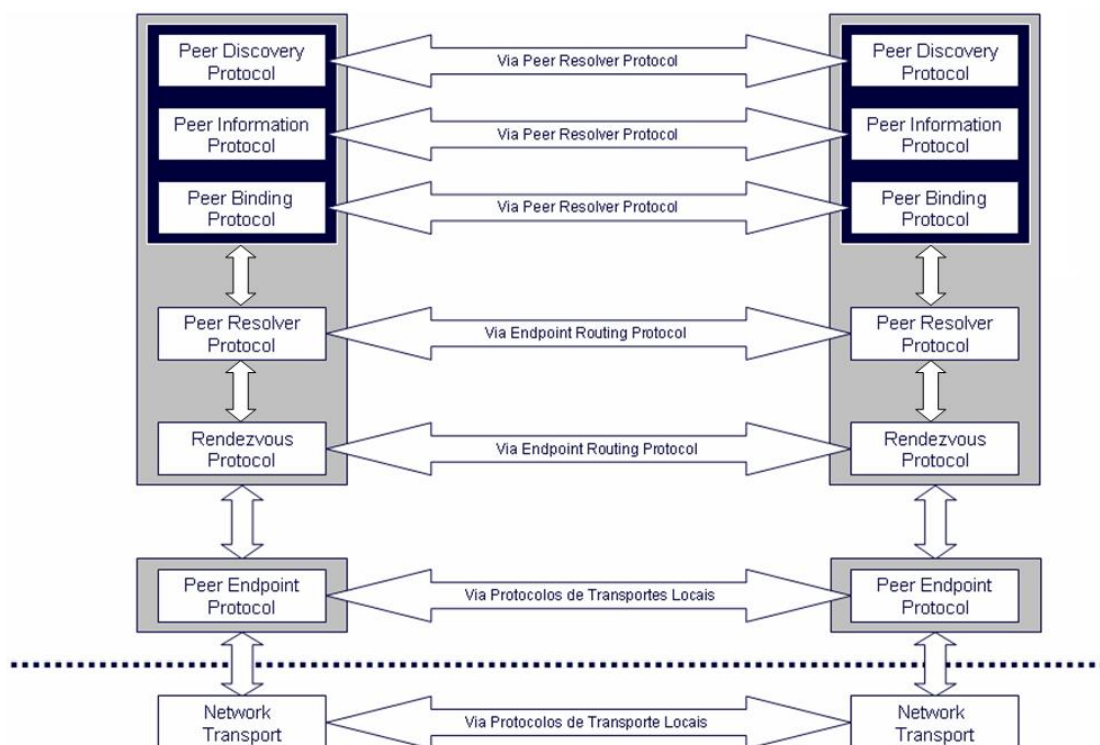 Peer Discovery
Protocol
Via Peer Resolver Protocol
Peer Discovery
Protocol
Peer Information
Protocol
Via Peer Resolver Protocol
Peer Information
Protocol
Peer Binding
Protocol
Via Peer Resolver Protocol
Peer Binding
Protocol
Peer Resolver
Protocol
Via Endpoint Routing Protocol
Peer Resolver
Protocol
Rendezvous
Protocol
Via Endpoint Routing Protocol
Rendezvous
Protocol
Peer Endpoint
Protocol
Via Protocolos de Transportes Locais
Peer Endpoint
Protocol
Network
Transport
Via Protocolos de Transporte Locais
Network
Transport